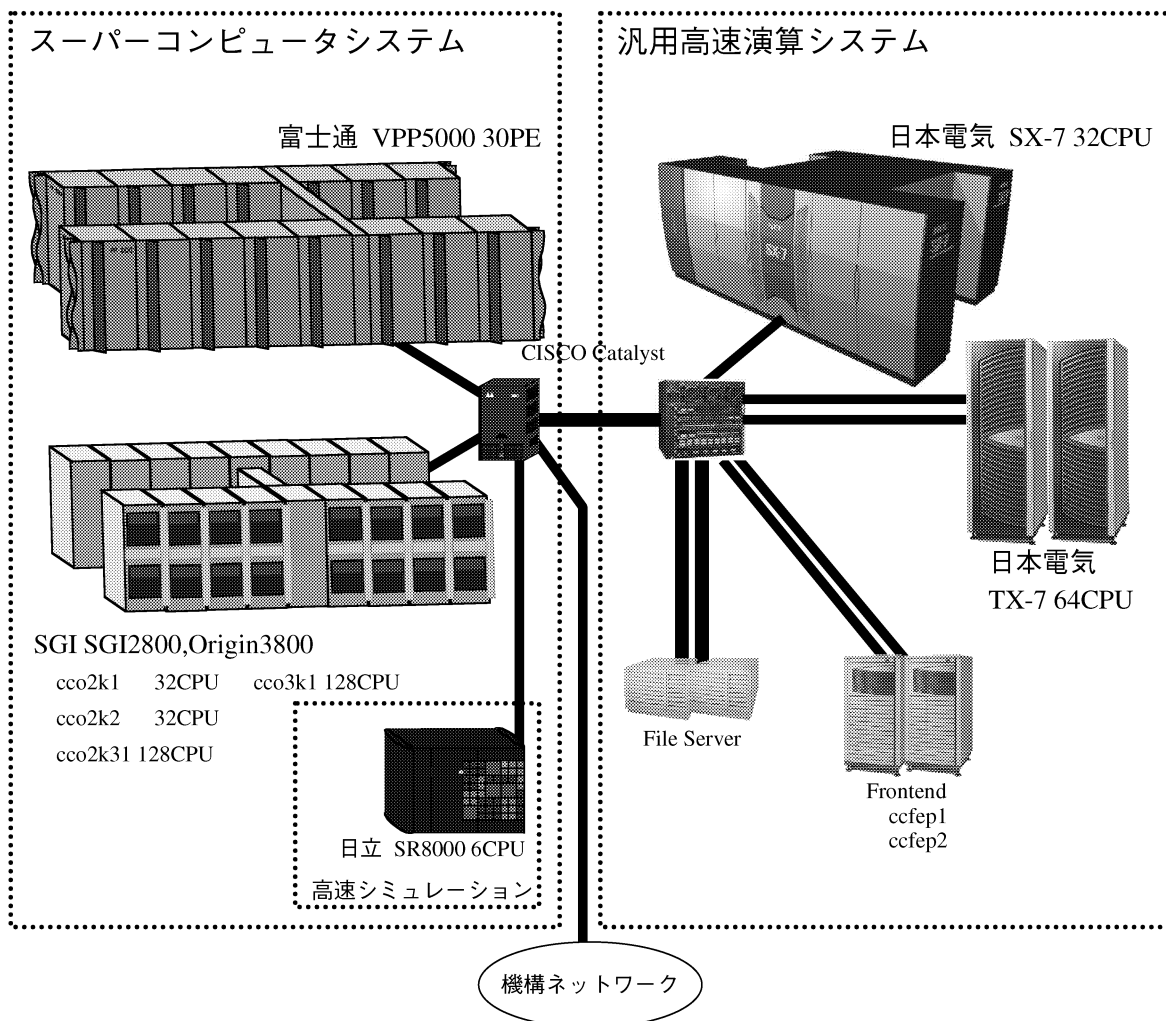 スーパーコンピュータシステム
富士通 VPP5000 30PE
SGI SGI2800,Origin3800
cco2k1 32CPU cco3k1 128CPU
cco2k2 32CPU
cco2k31 128CPU
日立 SR8000 6CPU
高速シミュレーション
CISCO Catalyst
汎用高速演算システム
日本電気 SX-7 32CPU
SX-7
日本電気
TX-7 64CPU
File Server
Frontend
ccfep1
ccfep2
機構ネットワーク